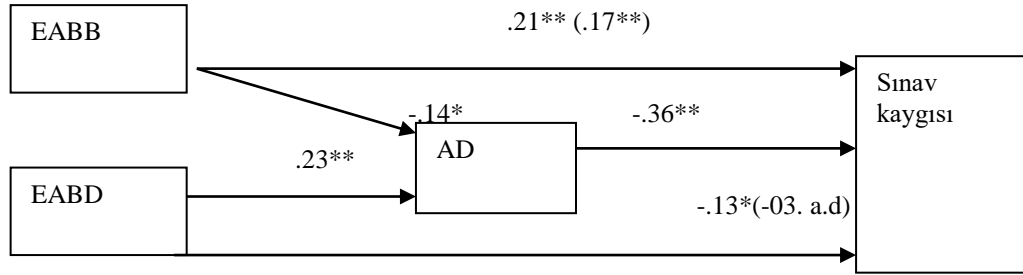 .21** (.17**)
EABB
Sınav
kaygısı
-.14*
-.36**
AD
.23**
EABD
-.13*(-03. a.d)